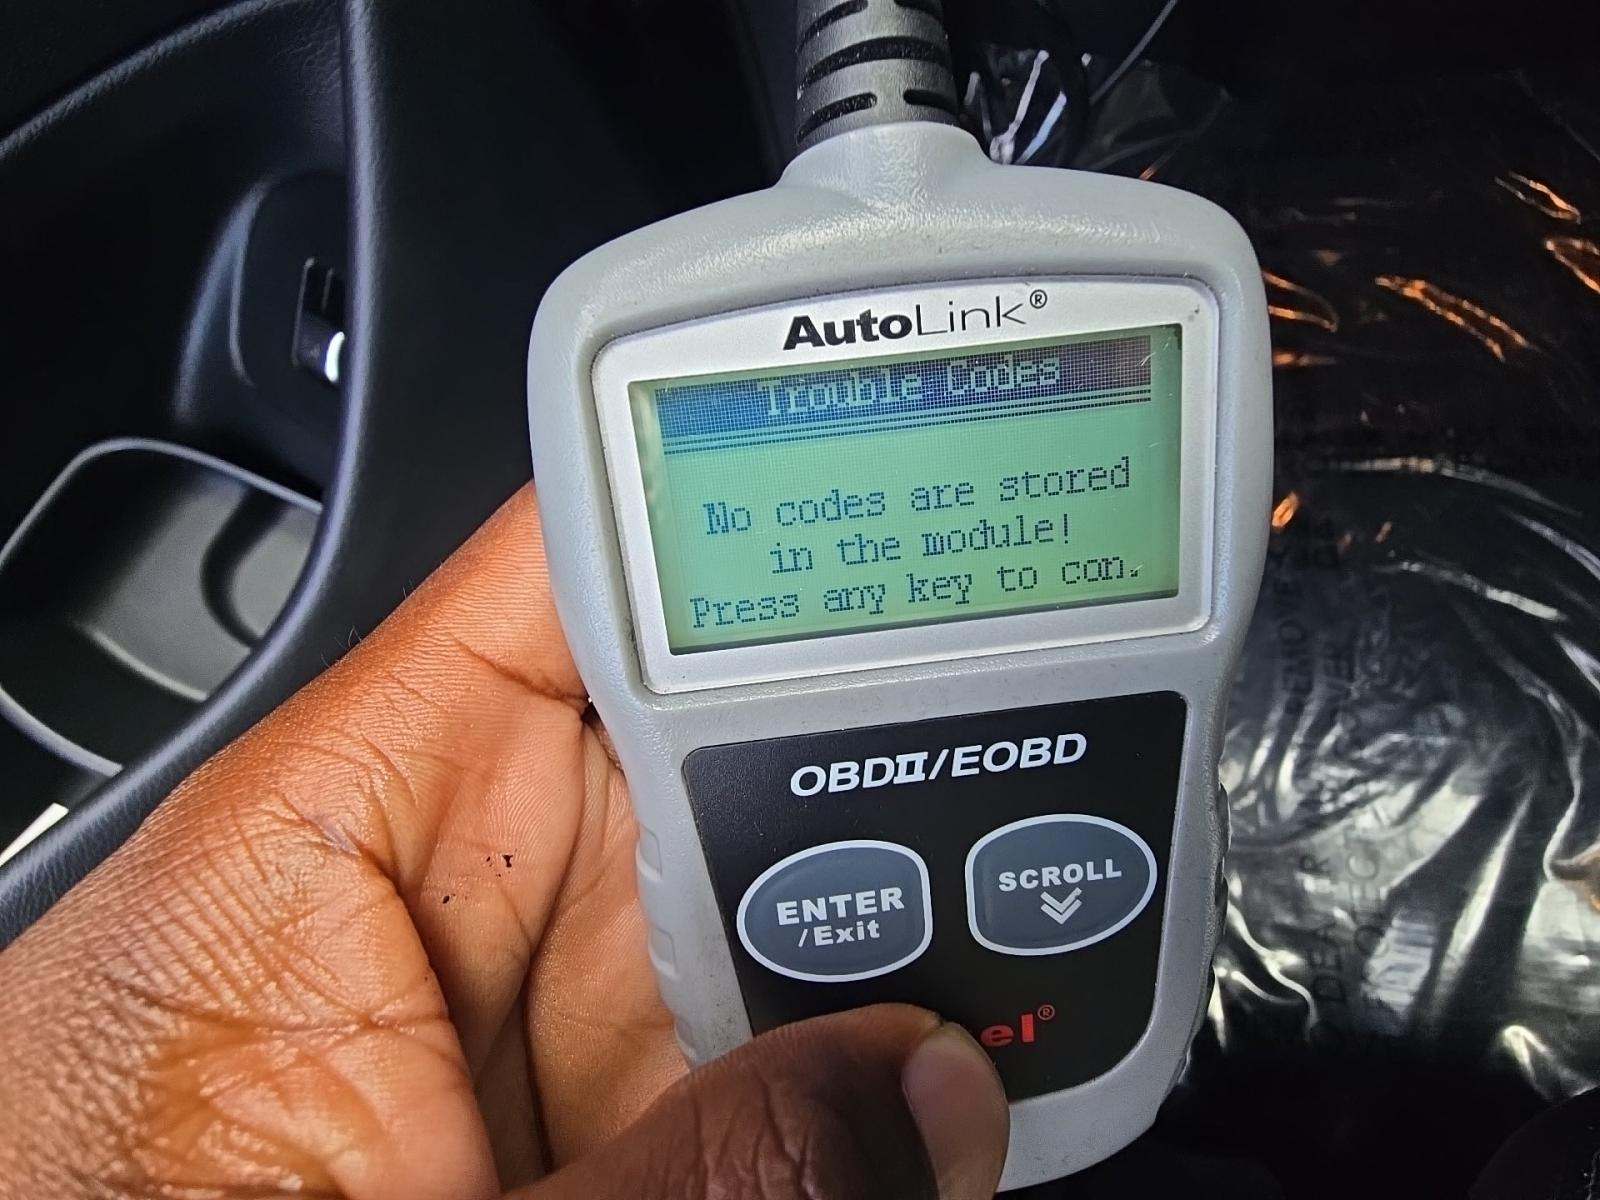 AutoLink®
Trouble Codes
No codes are stored
in the module!
Press any key to con.
OBDII/EOBD
ENTER
/Exit
SCROLL
el®